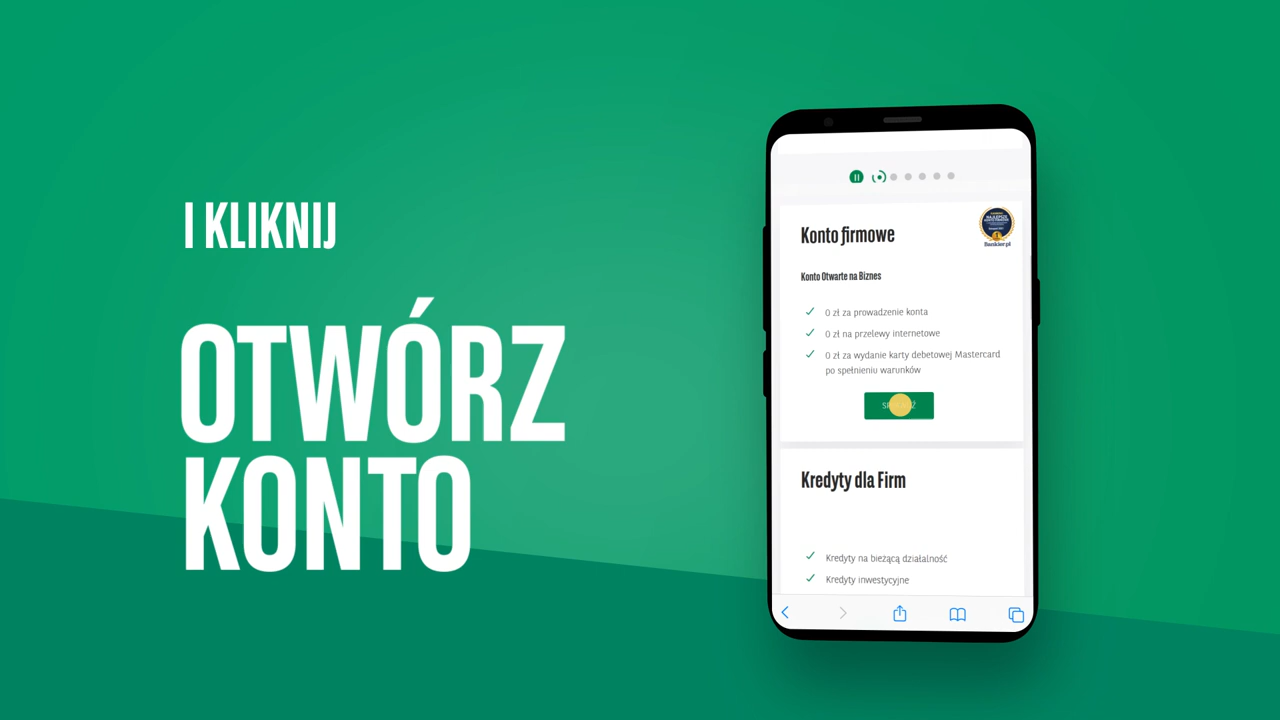 I KLIKNIJ
OTWÓRZ
KONTO
Konto firmowe
Bankier.pl
Konto Otwarte na Biznes
0 zł za prowadzenie konta
0 zł na przelewy internetowe
0 zł za wydanie karty debetowej Mastercard
po spełnieniu warunków
Kredyty dla Firm
Kredyty na bieżącą działalność
Kredyty inwestycyjne